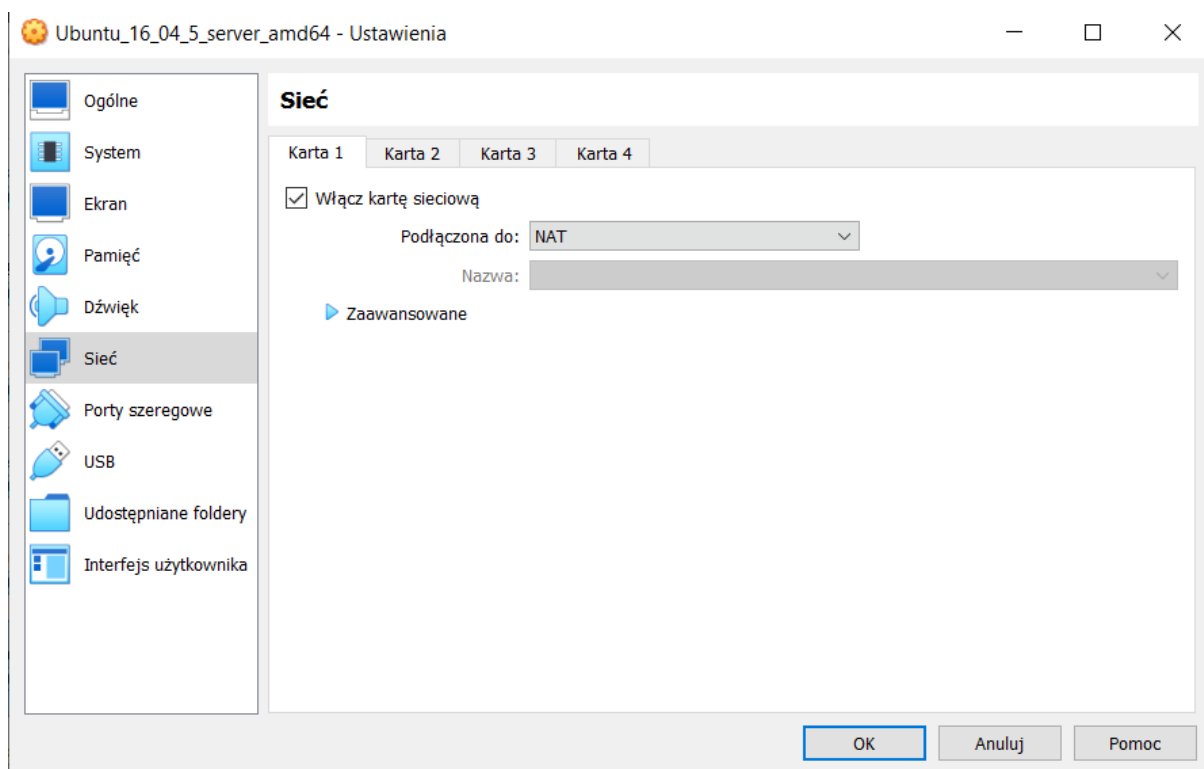 Ubuntu_16_04_5_server_amd64 - Ustawienia
Ogólne
System
Ekran
Pamięć
Dźwięk
Sieć
Porty szeregowe
USB
Udostępniane foldery
Interfejs użytkownika
Sieć
Karta 1 Karta 2 Karta 3 Karta 4
Włącz kartę sieciową
Podłączona do: NAT
Nazwa:
Zaawansowane
OK Anuluj Pomoc